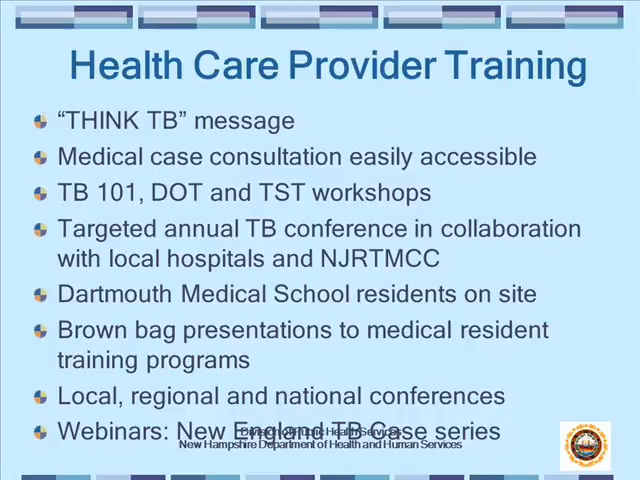 Health Care Provider Training
“THINK TB” message
Medical case consultation easily accessible
TB 101, DOT and TST workshops
Targeted annual TB conference in collaboration
with local hospitals and NJRTMCC
Dartmouth Medical School residents on site
Brown bag presentations to medical resident
training programs
Local, regional and national conferences
Webinars: New England TB Case series
Division of Public Health Services
New Hampshire Department of Health and Human Services